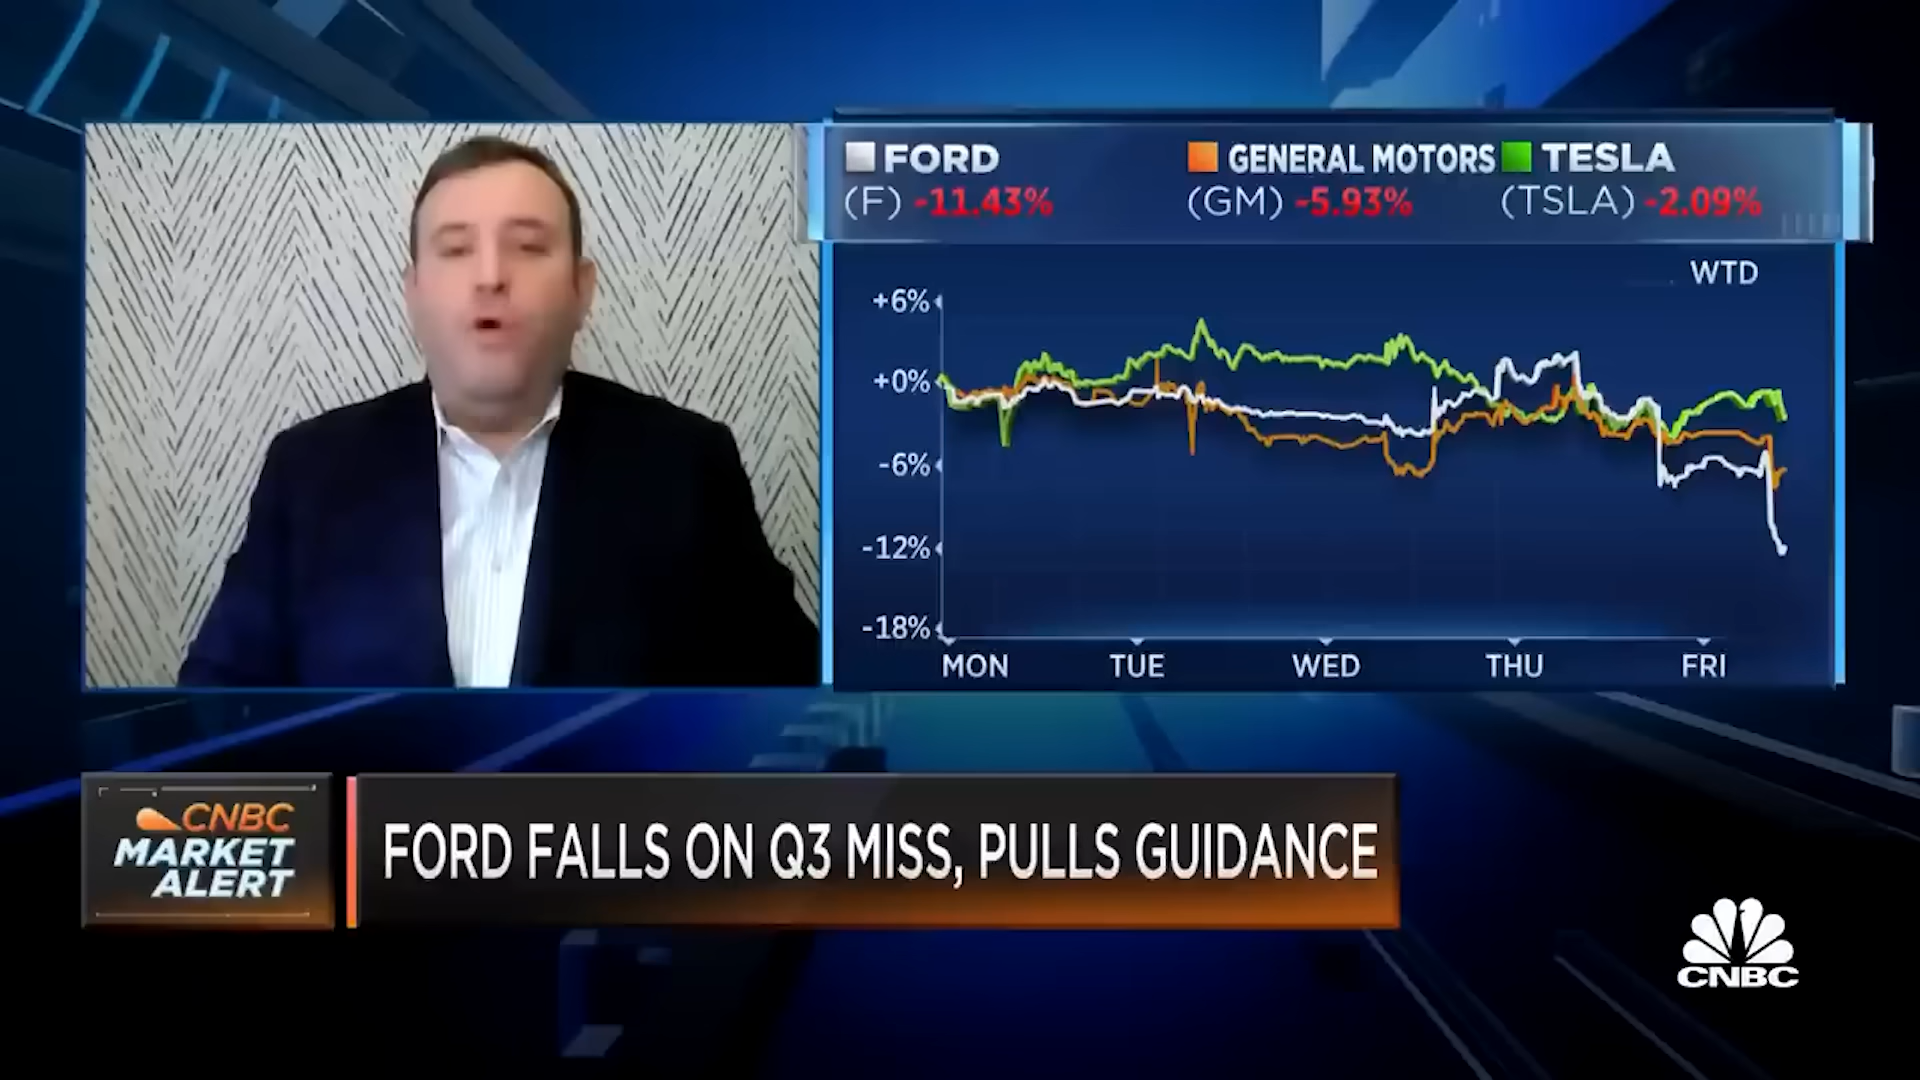 FORD
(F) -11.43%
GENERAL MOTORS
(GM) -5.93%
TESLA
(TSLA) -2.09%
WTD
+6%
+0%
-6%
-12%
-18%
MON TUE WED THU FRI
CNBC
MARKET
ALERT
FORD FALLS ON Q3 MISS, PULLS GUIDANCE
CNBC